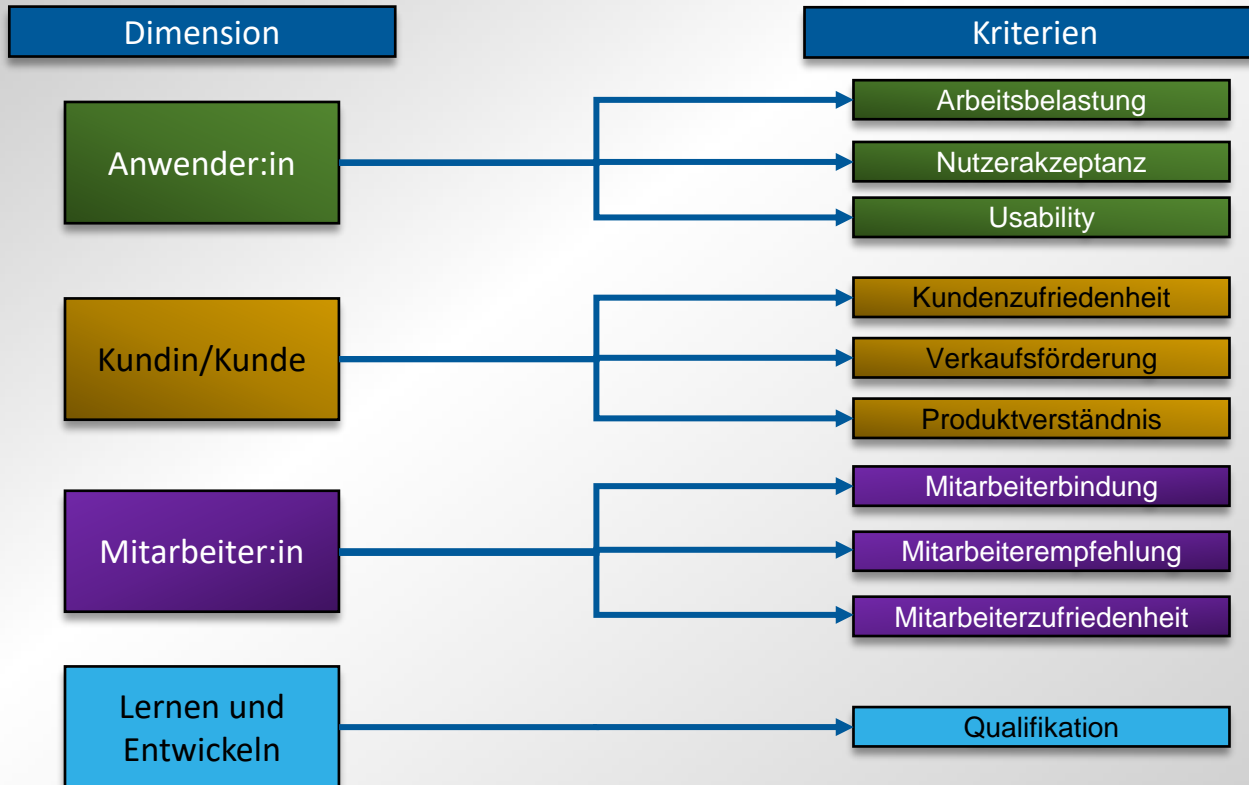 Dimension
Kriterien
Anwender:in
Arbeitsbelastung
Nutzerakzeptanz
Usability
Kundin/Kunde
Kundenzufriedenheit
Verkaufsförderung
Produktverständnis
Mitarbeiter:in
Mitarbeiterbindung
Mitarbeiterempfehlung
Mitarbeiterzufriedenheit
Lernen und
Entwickeln
Qualifikation